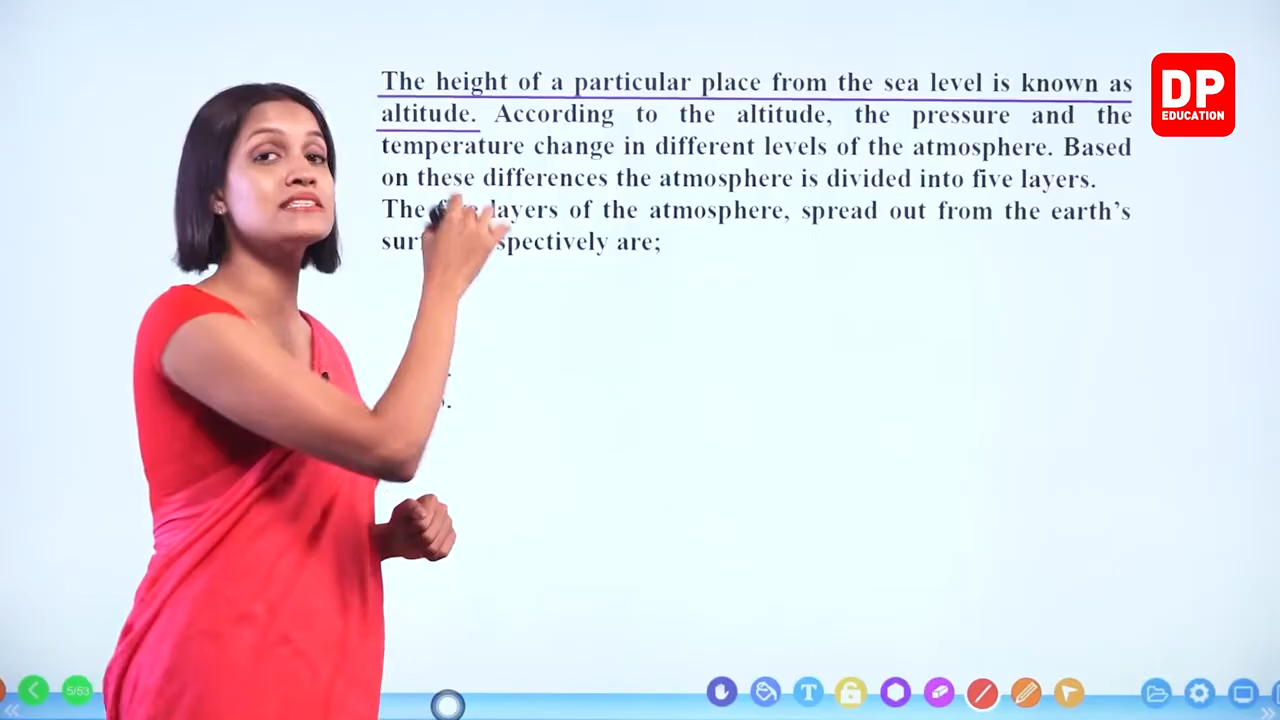 The height of a particular place from the sea level is known as
altitude. According to the altitude, the pressure and the
temperature change in different levels of the atmosphere. Based
on these differences the atmosphere is divided into five layers.
The layers of the atmosphere, spread out from the earth's
are;
DP
EDUCATION
5/53
T